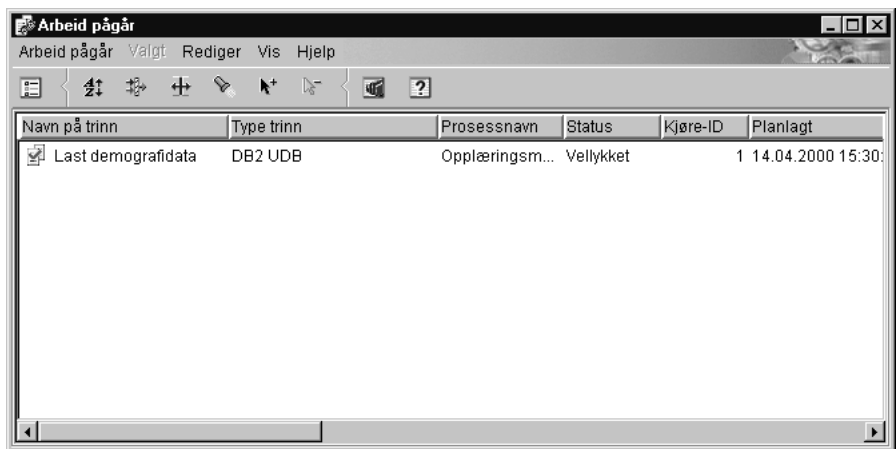 Arbeid pågår
Arbeid pågår Valgt Rediger Vis Hjelp
Navn på trinn Type trinn Prosessnavn Status Kjøre-ID Planlagt
Last demografidata DB2 UDB Opplæringsm... Vellykket 1 14.04.2000 15:30: